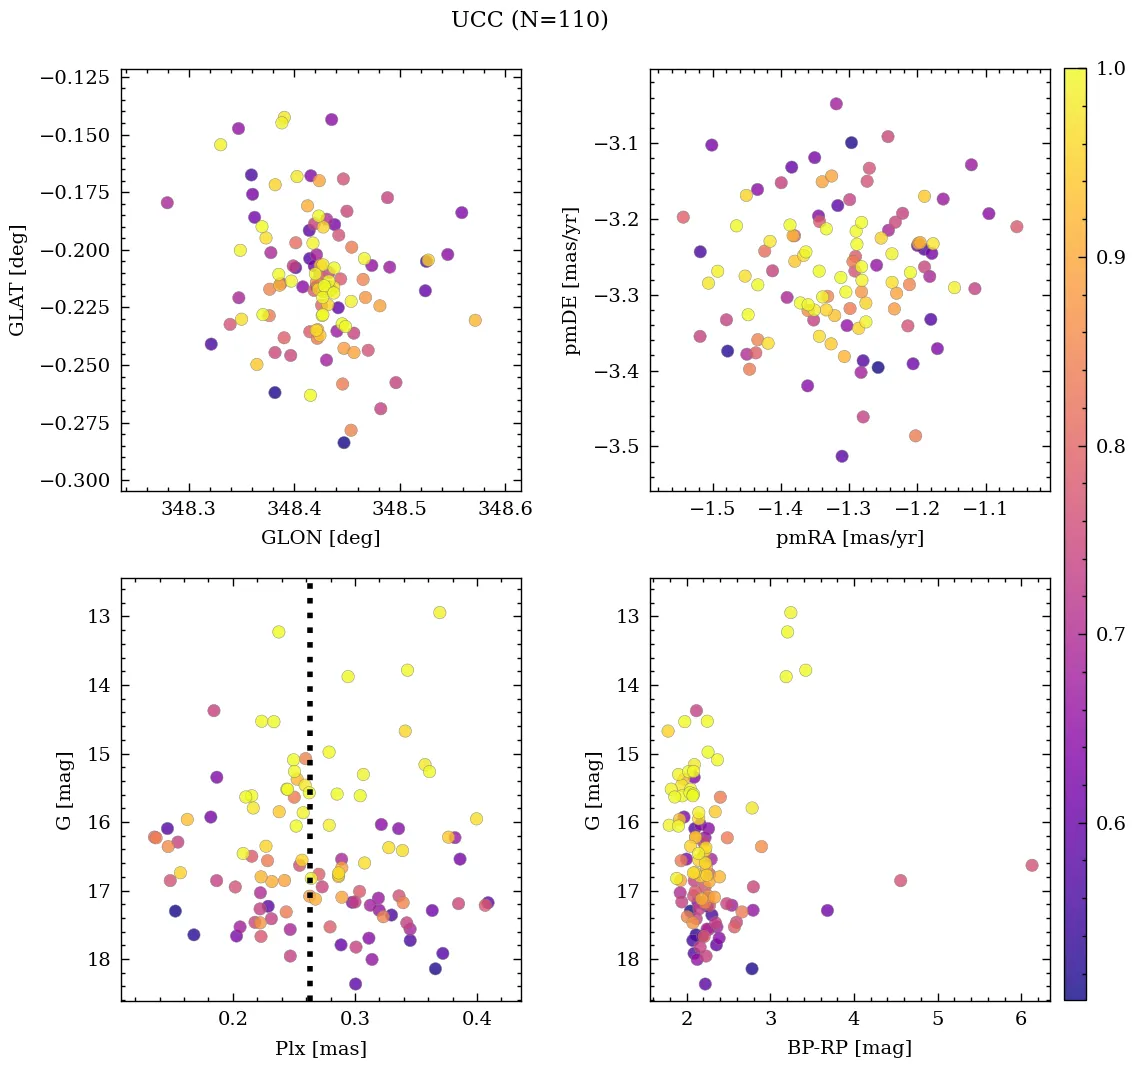 UCC (N=110)
−0.125
−0.150
−0.175
−0.200
−0.225
−0.250
−0.275
−0.300
GLAT [deg]
348.3 348.4 348.5 348.6
GLON [deg]
−3.1
−3.2
−3.3
−3.4
−3.5
pmDE [mas/yr]
−1.5 −1.4 −1.3 −1.2 −1.1
pmRA [mas/yr]
1.0
0.9
0.8
0.7
0.6
13
14
15
16
17
18
G [mag]
0.2 0.3 0.4
Plx [mas]
13
14
15
16
17
18
G [mag]
2 3 4 5 6
BP-RP [mag]